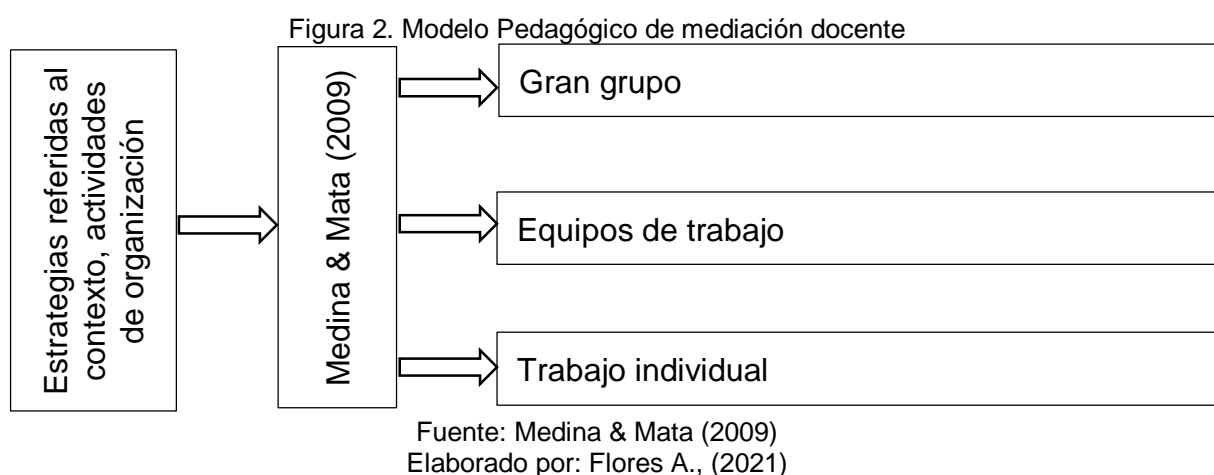 Figura 2. Modelo Pedagógico de mediación docente
Estrategias referidas al
contexto, actividades
de organización
Medina & Mata (2009)
Gran grupo
Equipos de trabajo
Trabajo individual
Fuente: Medina & Mata (2009)
Elaborado por: Flores A., (2021)